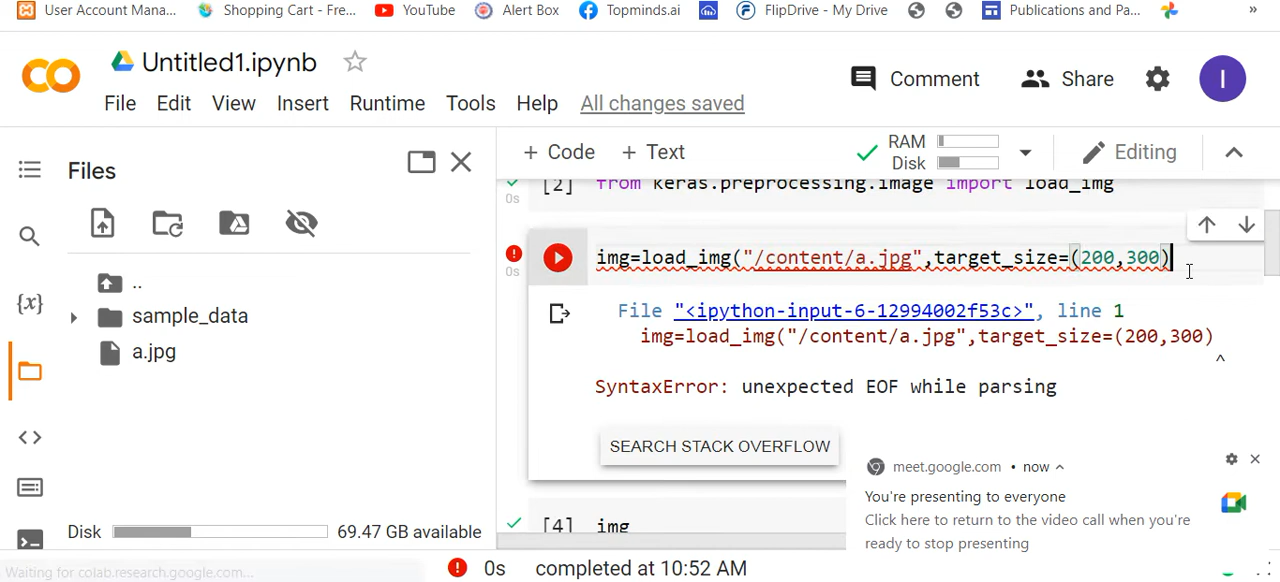 User Account Mana... Shopping Cart - Fre... YouTube Alert Box Topminds.ai FlipDrive - My Drive Publications and Pa... »
Untitled1.ipynb
Comment Share I
File Edit View Insert Runtime Tools Help All changes saved
Files
+ Code + Text RAM Disk Editing
[2] from keras.preprocessing.image import load_img
0s
img=load_img("/content/a.jpg",target_size=(200,300)
0s
..
sample_data
a.jpg
File "<ipython-input-6-12994002f53c>", line 1
img=load_img("/content/a.jpg",target_size=(200,300)
^
SyntaxError: unexpected EOF while parsing
SEARCH STACK OVERFLOW
meet.google.com • now
You're presenting to everyone
Click here to return to the video call when you're
ready to stop presenting
[4] img
{x}
<>
Disk 69.47 GB available
Waiting for colab.research.google.com...
0s completed at 10:52 AM